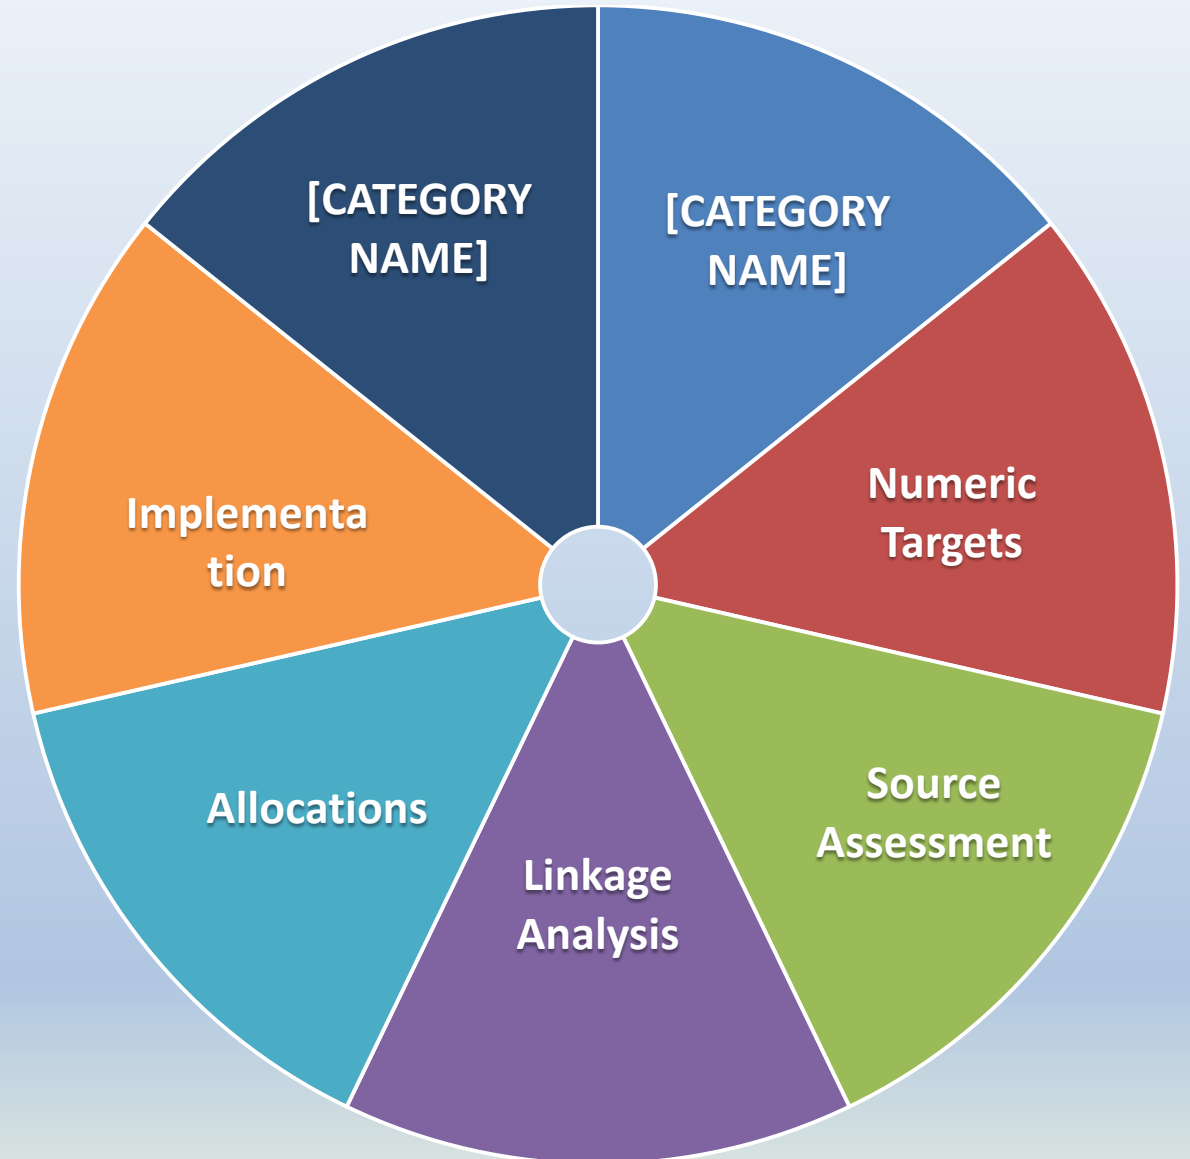 [CATEGORY
NAME]
[CATEGORY
NAME]
Numeric
Targets
Source
Assessment
Linkage
Analysis
Allocations
Implementa
tion